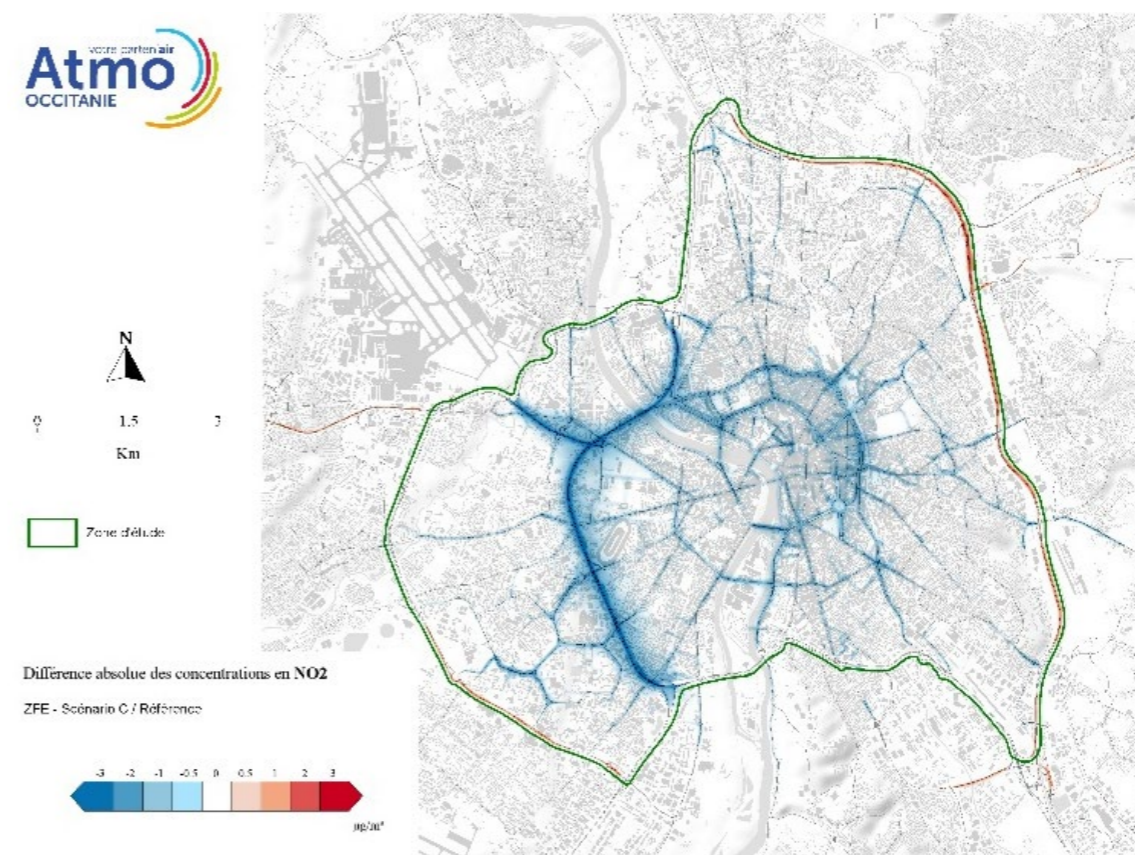 votre parten air
Atmo
OCCITANIE
N
0 1.5 3
Km
Zone d'étude
Différence absolue des concentrations en NO2
ZFE - Scénario C / Référence
-3 -2 -1 -0.5 0 0.5 1 2 3
µg/m³